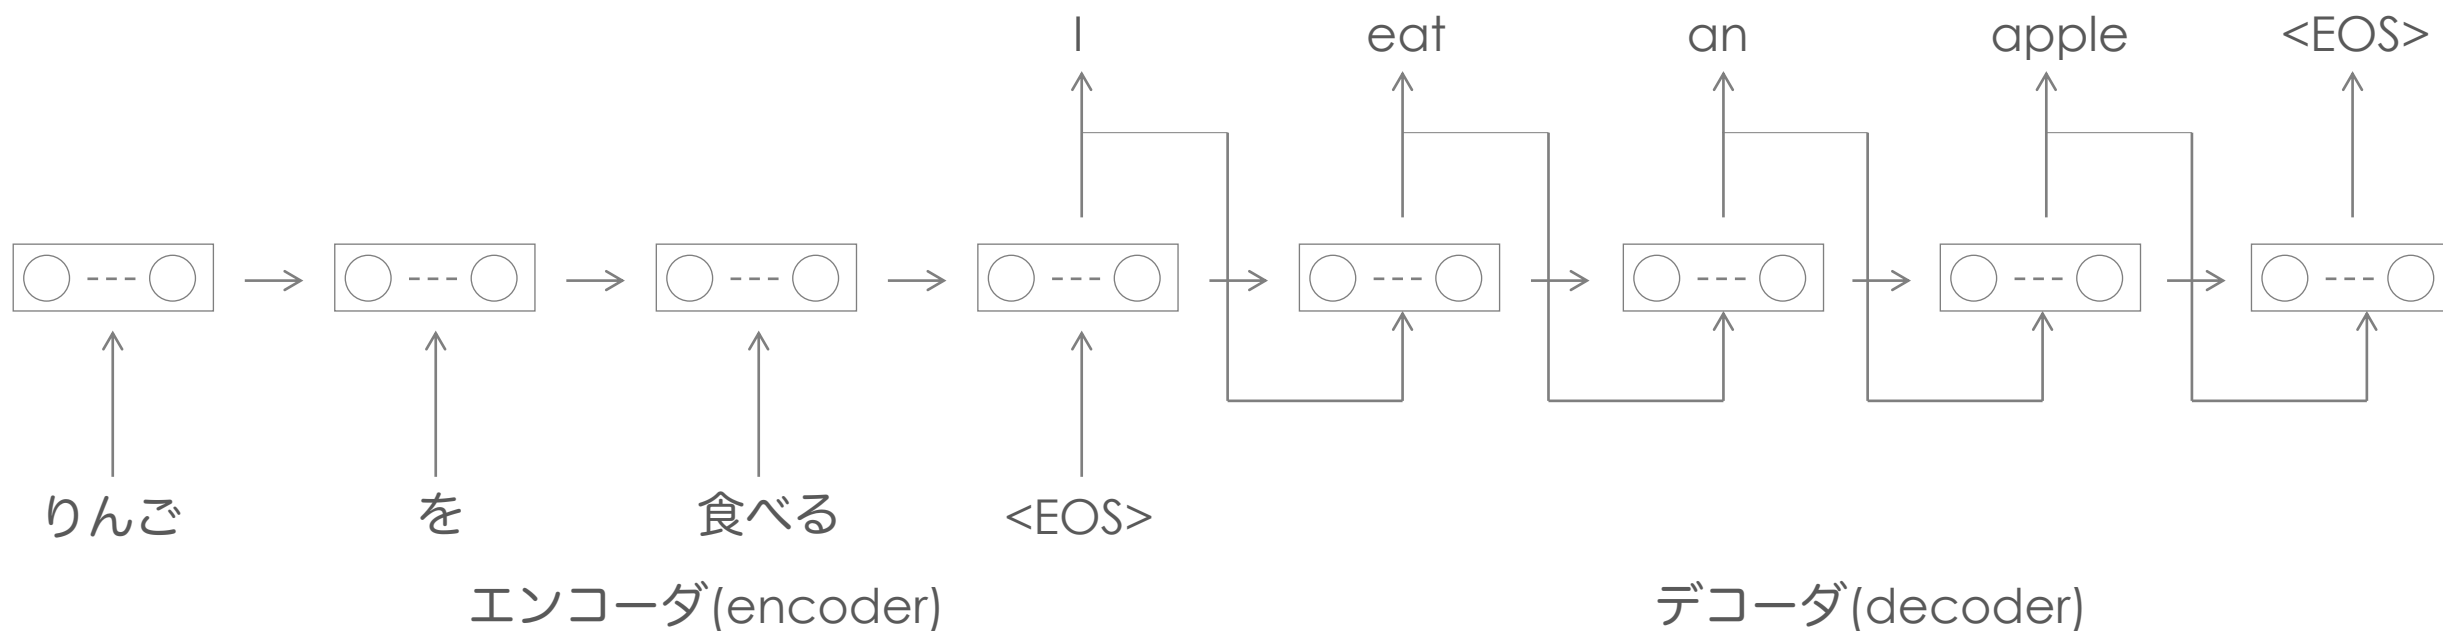 I eat an apple <EOS>
りんご を 食べる <EOS>
エンコーダ(encoder) デコーダ(decoder)